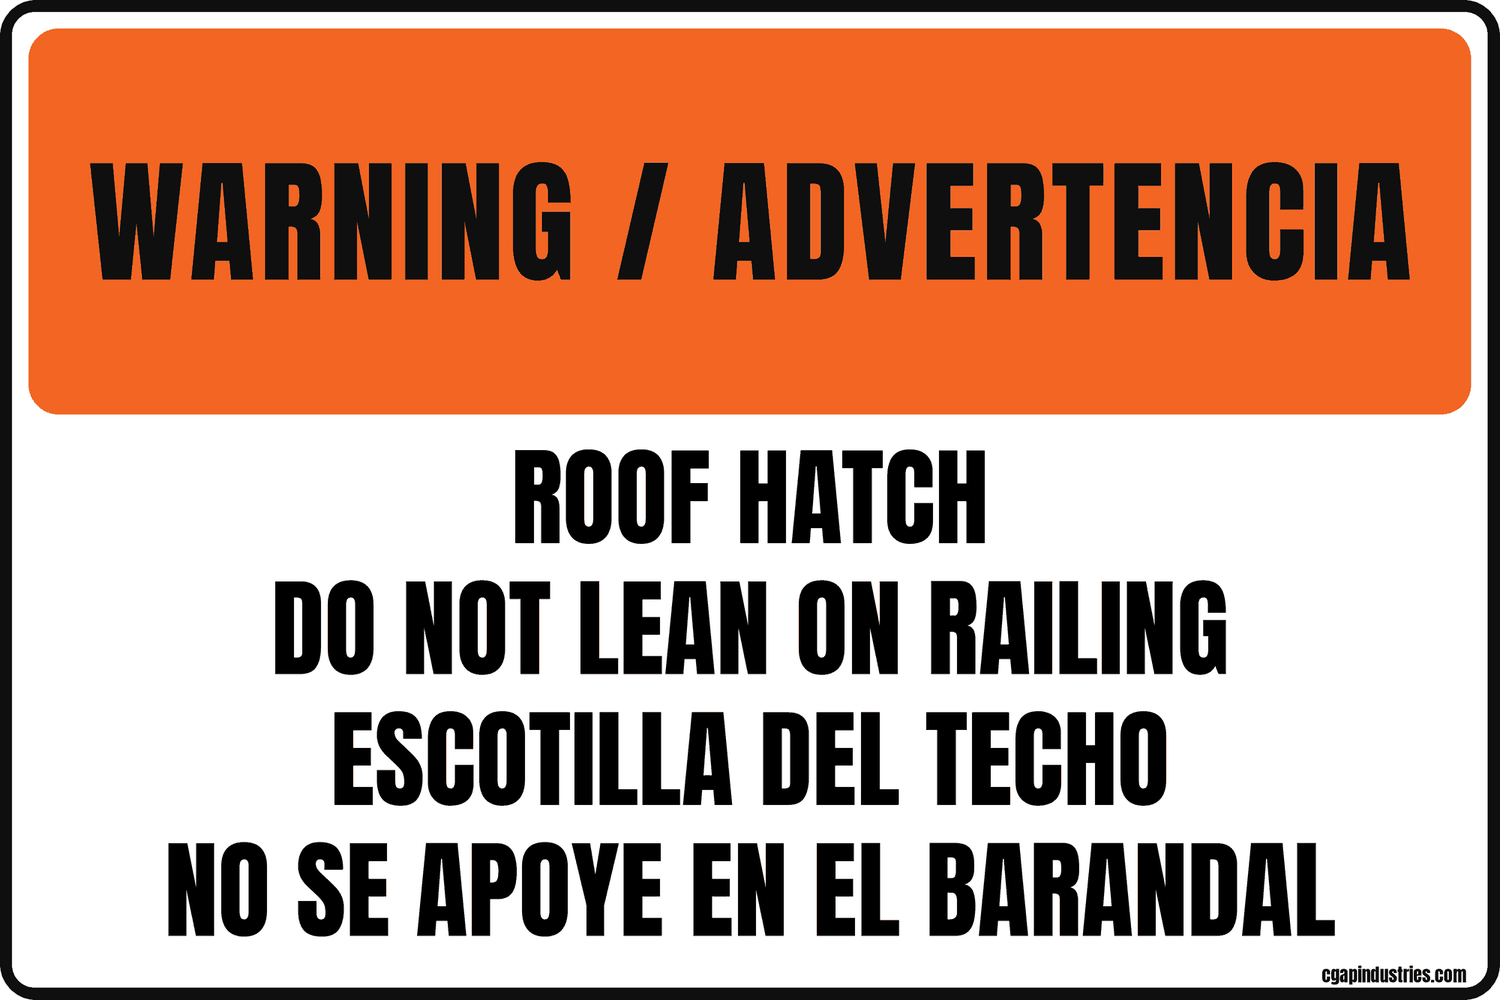 WARNING / ADVERTENCIA
ROOF HATCH
DO NOT LEAN ON RAILING
ESCOTILLA DEL TECHO
NO SE APOYE EN EL BARANDAL
cgapindustries.com